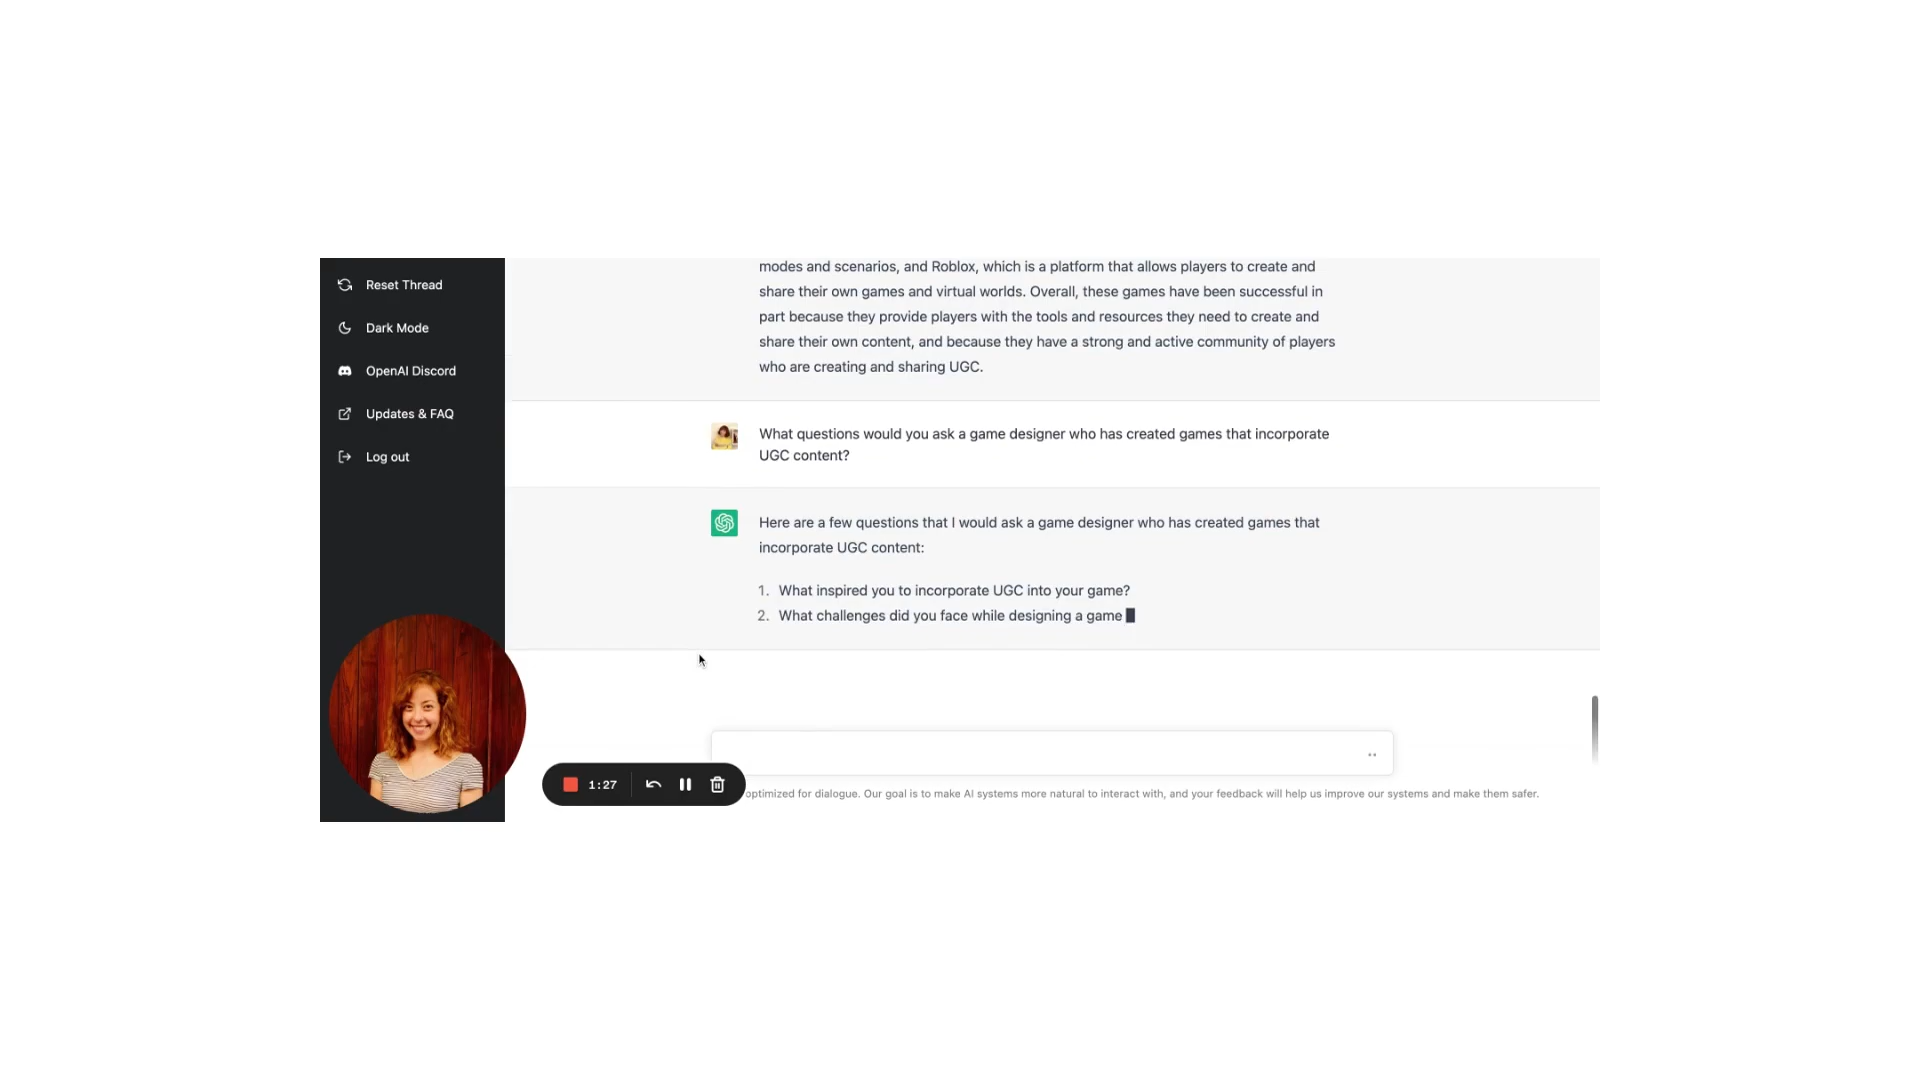 Reset Thread
Dark Mode
OpenAI Discord
Updates & FAQ
Log out
modes and scenarios, and Roblox, which is a platform that allows players to create and
share their own games and virtual worlds. Overall, these games have been successful in
part because they provide players with the tools and resources they need to create and
share their own content, and because they have a strong and active community of players
who are creating and sharing UGC.
What questions would you ask a game designer who has created games that incorporate
UGC content?
Here are a few questions that I would ask a game designer who has created games that
incorporate UGC content:
1. What inspired you to incorporate UGC into your game?
2. What challenges did you face while designing a game
1:27
optimized for dialogue. Our goal is to make AI systems more natural to interact with, and your feedback will help us improve our systems and make them safer.